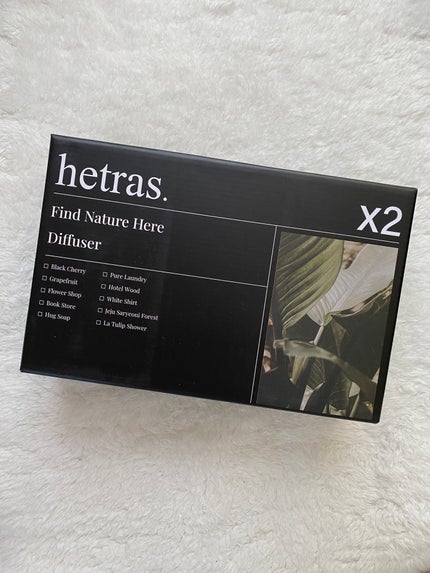 hetras.
X2
Find Nature Here
Diffuser
☐ Black Cherry
☐ Grapefruit
☐ Flower Shop
☐ Book Store
☐ Hug Soap
☐ Pure Laundry
☐ Hotel Wood
☐ White Shirt
☐ Jeju Saryeoni Forest
☐ La Tulip Shower